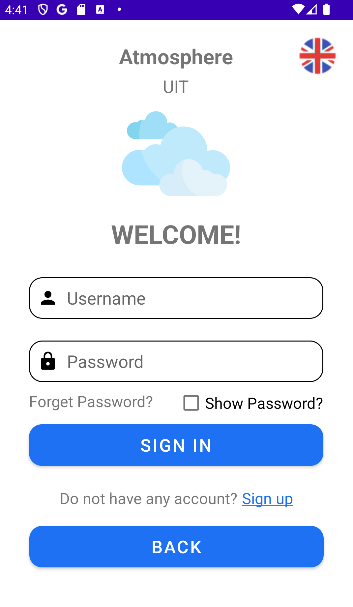 4:41
Atmosphere
UIT
WELCOME!
Username
Password
Forget Password?
Show Password?
SIGN IN
Do not have any account? Sign up
BACK